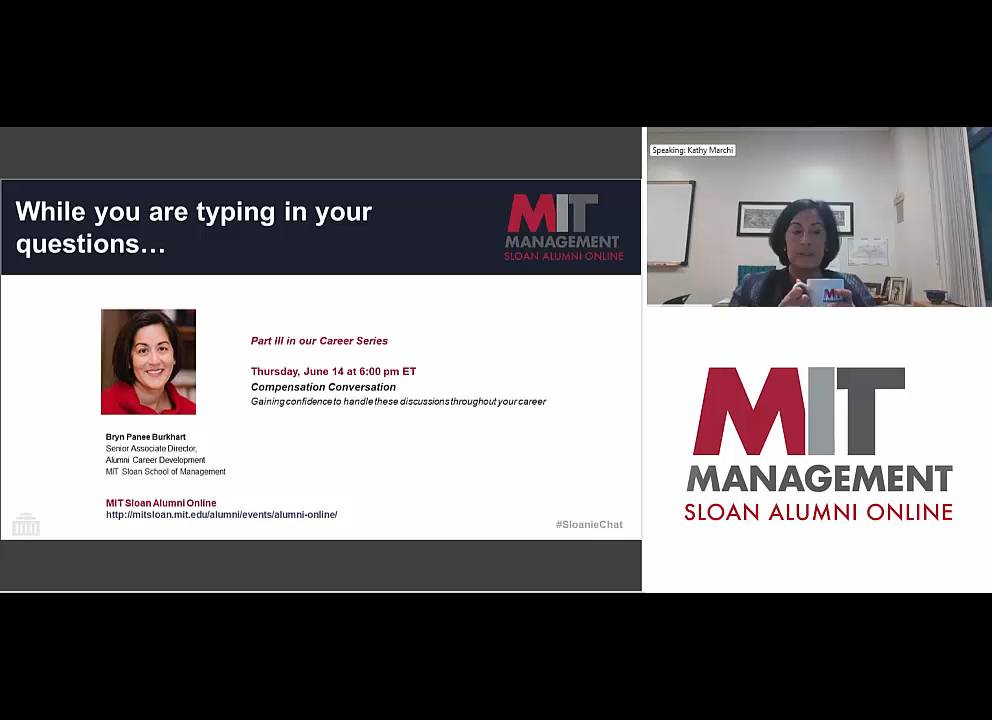 While you are typing in your
questions…
MIT
MANAGEMENT
SLOAN ALUMNI ONLINE
Part III in our Career Series
Thursday, June 14 at 6:00 pm ET
Compensation Conversation
Gaining confidence to handle these discussions throughout your career
Bryn Panee Burkhart
Senior Associate Director,
Alumni Career Development
MIT Sloan School of Management
MIT Sloan Alumni Online
http://mitsloan.mit.edu/alumni/events/alumni-online/
#SloanieChat
Speaking: Kathy Marchi
MIT
MIT
MANAGEMENT
SLOAN ALUMNI ONLINE